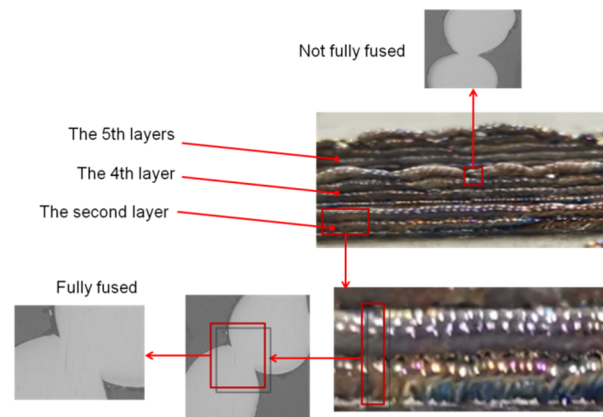 Not fully fused
The 5th layers
The 4th layer
The second layer
Fully fused